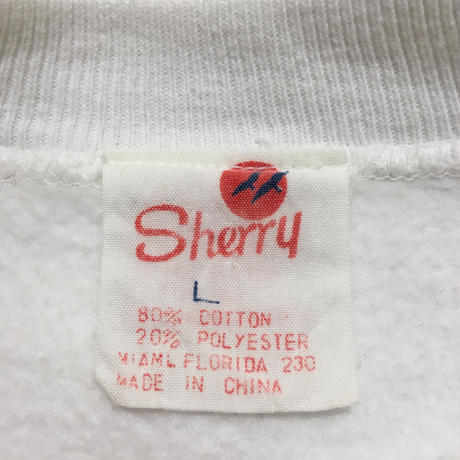 Sherry
L
80% COTTON
20% POLYESTER
MIAMI, FLORIDA 230
MADE IN CHINA